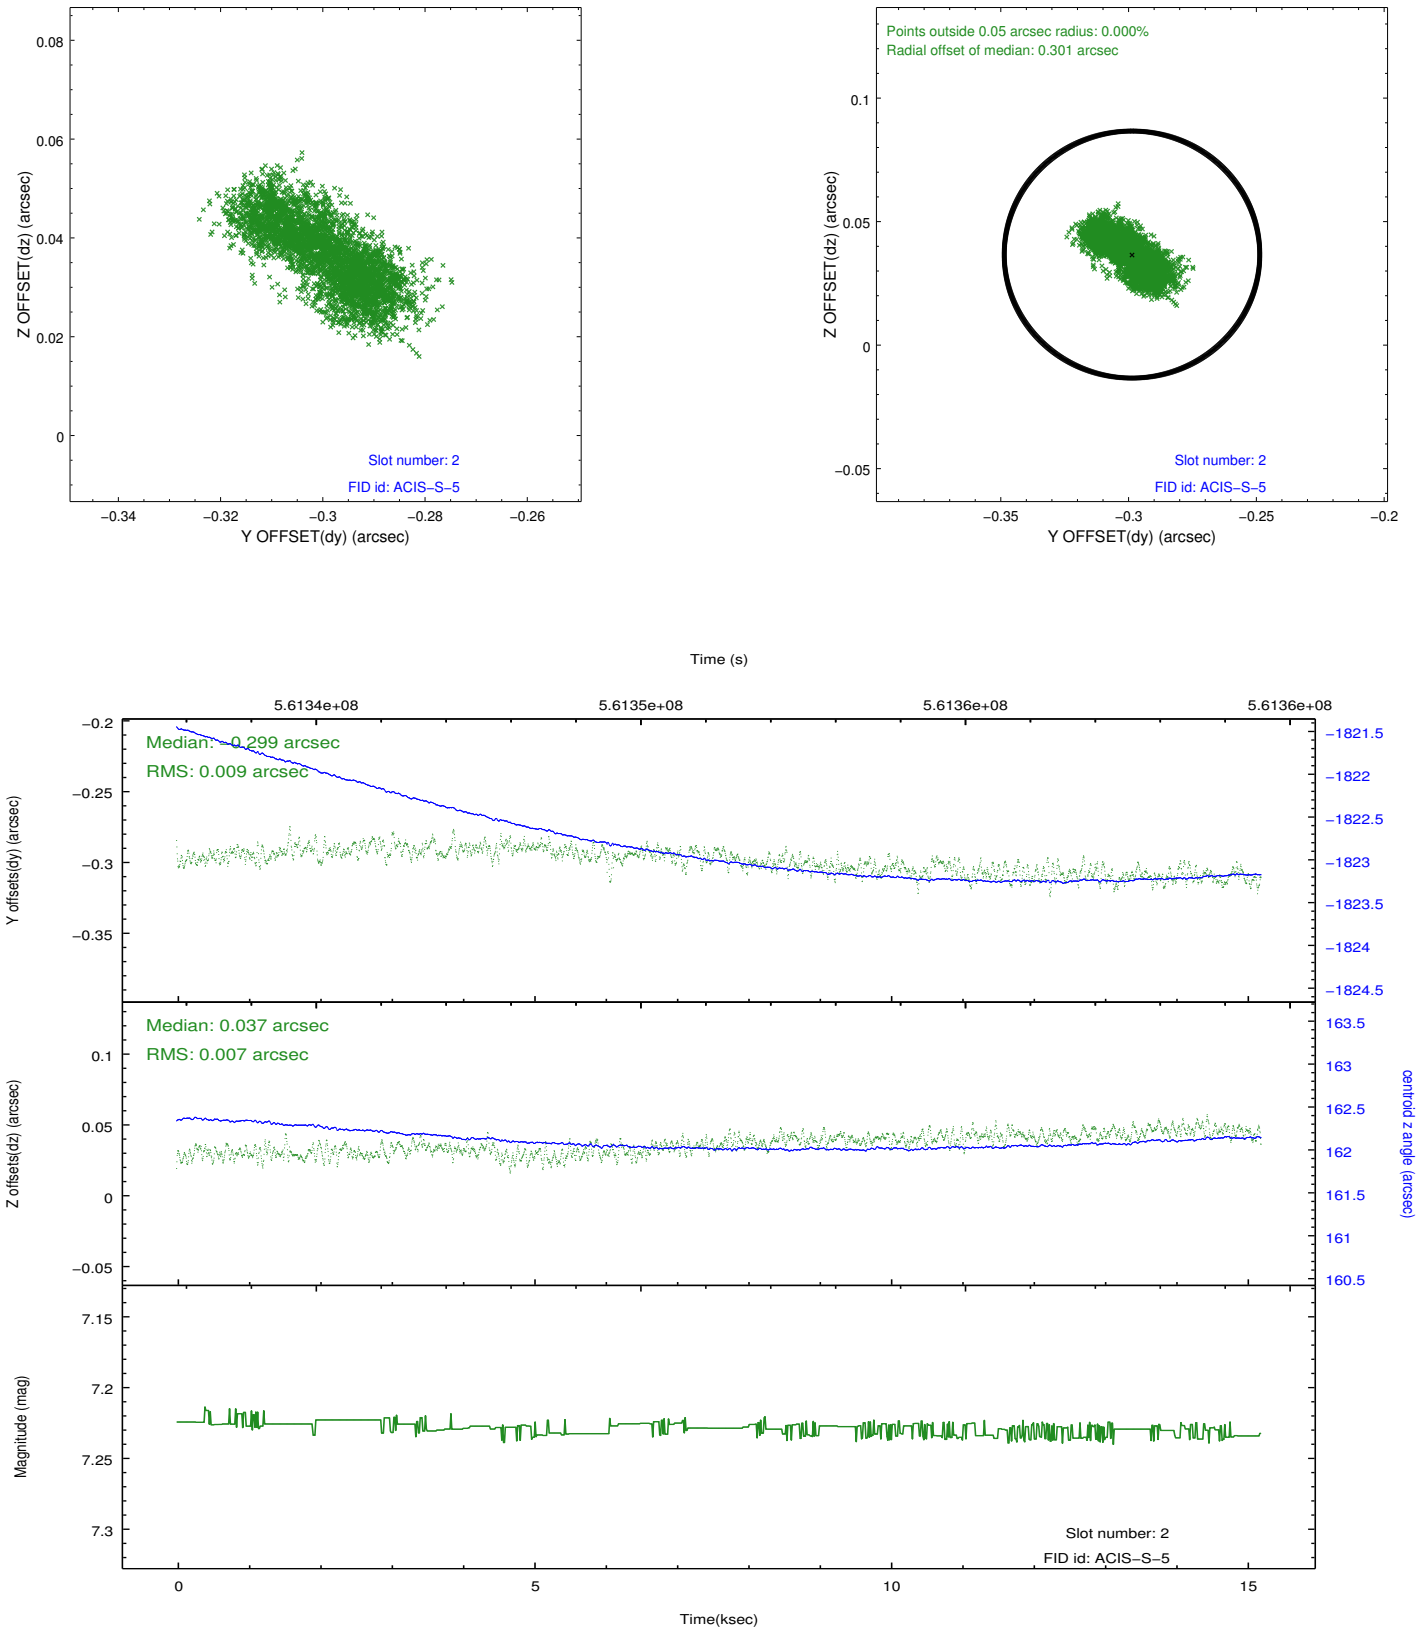 0.08
0.06
0.04
0.02
0
Z OFFSET(dz) (arcsec)
Slot number: 2
FID id: ACIS−S−5
−0.34
−0.32
−0.3
−0.28
−0.26
Y OFFSET(dy) (arcsec)
Points outside 0.05 arcsec radius: 0.000%
Radial offset of median: 0.301 arcsec
0.1
0.05
0
−0.05
Z OFFSET(dz) (arcsec)
Slot number: 2
FID id: ACIS−S−5
−0.35
−0.3
−0.25
−0.2
Y OFFSET(dy) (arcsec)
Time (s)
5.6134e+08
5.6135e+08
5.6136e+08
5.6136e+08
Median: −0.299 arcsec
RMS: 0.009 arcsec
−0.2
−0.25
−0.3
−0.35
Y offsets(dy) (arcsec)
−1821.5
−1822
−1822.5
−1823
−1823.5
−1824
−1824.5
Median: 0.037 arcsec
RMS: 0.007 arcsec
0.1
0.05
0
−0.05
Z offsets(dz) (arcsec)
163.5
163
162.5
162
161.5
161
160.5
centroid z angle (arcsec)
7.15
7.2
7.25
7.3
Magnitude (mag)
Slot number: 2
FID id: ACIS−S−5
0
5
10
15
Time(ksec)